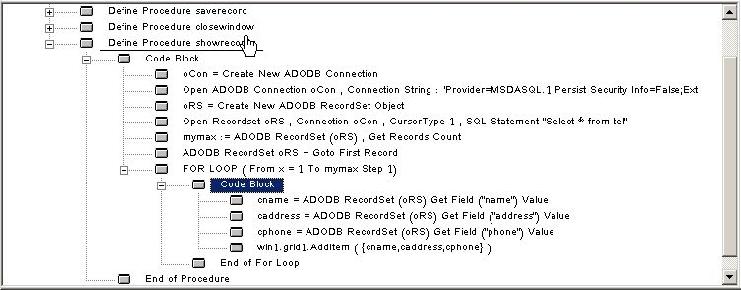 Define Procedure saverecord
Define Procedure closewindow
Define Procedure
Code Block
oCon = Create New ADODB Connection
Open ADODB Connection oCon , Connection String : 'Provider=MSDASQL.1 Persist Security Info=False;Ext
oRS = Create New ADODB RecordSet Object
Open Recordset oRS , Connection oCon , CursorType 1 , SQL Statement "Select * from tel"
mymax := ADODB RecordSet (oRS) , Get Records Count
ADODB RecordSet oRS - Goto First Record
FOR LOOP ( From x = 1 To mymax Step 1)
Code Block
cname = ADODB RecordSet (oRS) Get Field ("name") Value
caddress = ADODB RecordSet (oRS) Get Field ("address") Value
cphone = ADODB RecordSet (oRS) Get Field ("phone") Value
win1.grid1.AddItem ( {cname,caddress,cphone} )
End of For Loop
End of Procedure